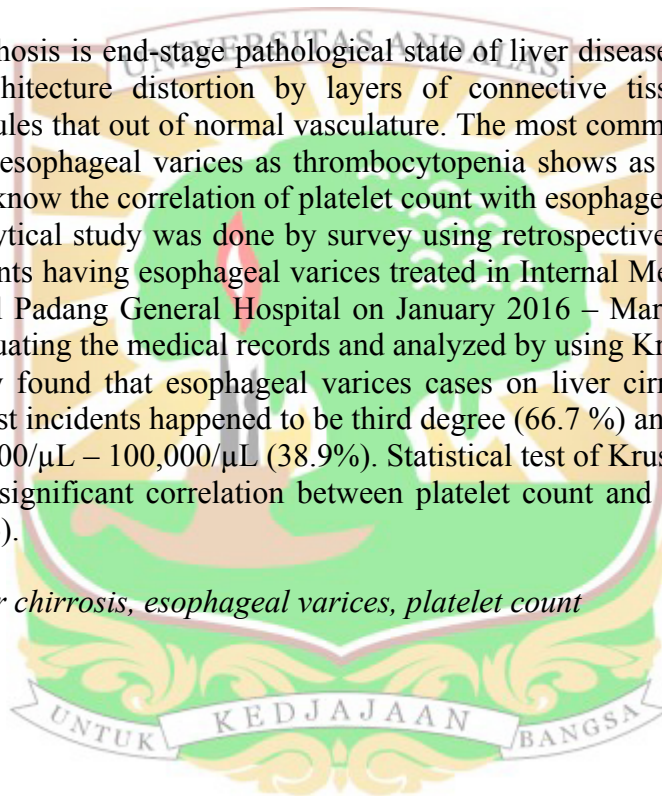 UNIVERSITAS ANDALAS
hosis is end-stage pathological state of liver disease
chitecture distortion by layers of connective tiss
ules that out of normal vasculature. The most comm
esophageal varices as thrombocytopenia shows as
know the correlation of platelet count with esophage
ytical study was done by survey using retrospective
nts having esophageal varices treated in Internal Me
l Padang General Hospital on January 2016 – Mar
uating the medical records and analyzed by using Kr
y found that esophageal varices cases on liver cirr
st incidents happened to be third degree (66.7 %) an
00/µL – 100,000/µL (38.9%). Statistical test of Krus
significant correlation between platelet count and
).
r chirrosis, esophageal varices, platelet count
UNTUK KEDJAJAAN BANGSA